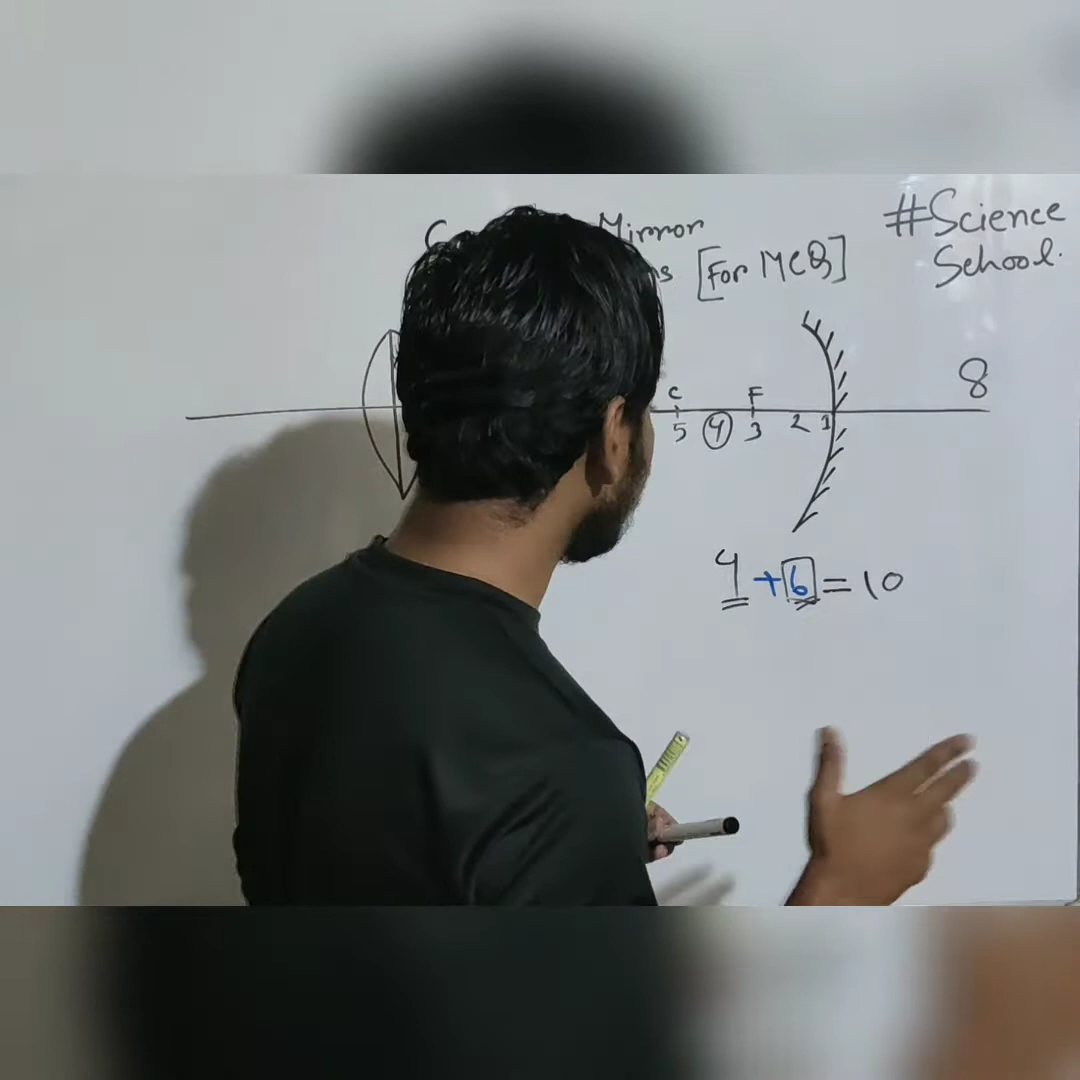 Mirror
[For MCQ]
#Science
School.
C F
5 4 3 2 1
8
4 + 6 = 10